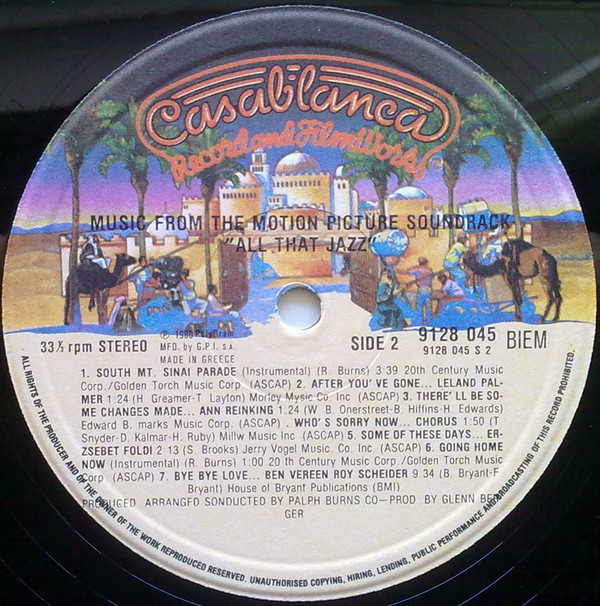 Casablanca
Record and FilmWorks
MUSIC FROM THE MOTION PICTURE SOUNDRACK
"ALL THAT JAZZ"
℗ 1980 PolyGram
33⅓ rpm STEREO
MFD. by G.P.I. s.A
MADE IN GREECE
SIDE 2
9128 045
9128 045 S 2
BIEM
1. SOUTH MT. SINAI PARADE (Instrumental) (R. Burns) 3:39 20th Century Music
Corp./Golden Torch Music Corp. (ASCAP) 2. AFTER YOU'VE GONE... LELAND PAL-
MER 1:24 (H. Greamer-T. Layton) Morley Mysic Co Inc (ASCAP) 3. THERE'LL BE SO-
ME CHANGES MADE... ANN REINKING 1:24 (W. B. Onerstreet-B. Hiffins-H. Edwards)
Edward B. marks Music Corp. (ASCAP) . WHO'S SORRY NOW... CHORUS 1:50 (T
Snyder-D. Kalmar-H. Ruby) Millw Music Inc (ASCAP) 5. SOME OF THESE DAYS... ER-
ZSEBET FOLDI 2 13 (S. Brooks) Jerry Vogel Music, Co. Inc. (ASCAP) 6. GOING HOME
NOW (Instrumental) (R. Burns) 1:00 20 th Century Music Corp./Golden Torch Music
Corp (ASCAP) 7. BYE BYE LOVE... BEN VEREEN ROY SCHEIDER 9:34 (B. Bryant-F.
Bryant) House of Bryant Publications (BMI)
PRODUCED ARRANGED SONDUCTED BY PALPH BURNS CO-PROD BY GLENN BER
GER
ALL RIGHTS OF THE PRODUCER AND OF THE OWNER OF THE WORK REPRODUCED RESERVED. UNAUTHORISED COPYING, HIRING, LENDING, PUBLIC PERFORMANCE AND BROADCASTING OF THIS RECORD PROHIBITED.